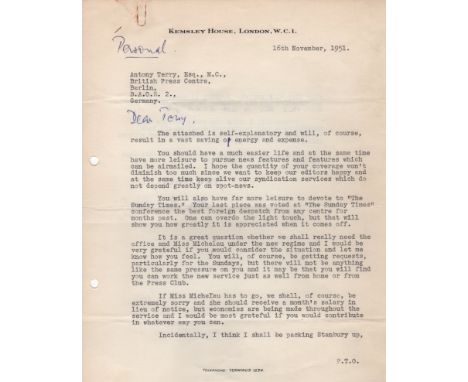 KEMSLEY HOUSE, LONDON, W.C.1.
Personal.
16th November, 1951.
Antony Terry, Esq., M.C.,
British Press Centre,
Berlin,
B.A.O.R. 2.,
Germany.
Dear Terry,
The attached is self-explanatory and will, of course,
result in a vast saving of energy and expense.
You should have a much easier life and at the same time
have more leisure to pursue news features and features which
can be airmailed. I hope the quantity of your coverage won't
diminish too much since we want to keep our editors happy and
at the same time keep alive our syndication services which do
not depend greatly on spot-news.
You will also have far more leisure to devote to "The
Sunday Times." Your last piece was voted at "The Sunday Times"
conference the best foreign despatch from any centre for
months past. One can overdo the light touch, but that will
show you how greatly it is appreciated when it comes off.
It is a great question whether we shall really need the
office and Miss Michelau under the new regime and I would be
very grateful if you would consider the situation and let me
know how you feel. You will, of course, be getting requests,
particularly for the Sundays, but there will not be anything
like the same pressure on you and it may be that you will find
you can work the new service just as well from home or from
the Press Club.
If Miss Michelau has to go, we shall, of course, be
extremely sorry and she should receive a month's salary in
lieu of notice, but economies are being made throughout the
service and I would be most grateful if you would contribute
in whatever way you can.
Incidentally, I think I shall be packing Stanbury up,
P.T.O.
TELEPHONE: TERMINUS 1234